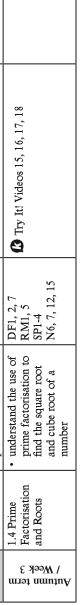 Autumn term
/ Week 3
1.4 Prime
Factorisation
and Roots
• understand the use of
prime factorisation to
find the square root
and cube root of a
number
DF1, 2, 7
RM1, 5
SP1-4
N6, 7, 12, 15
Try It! Videos 15, 16, 17, 18